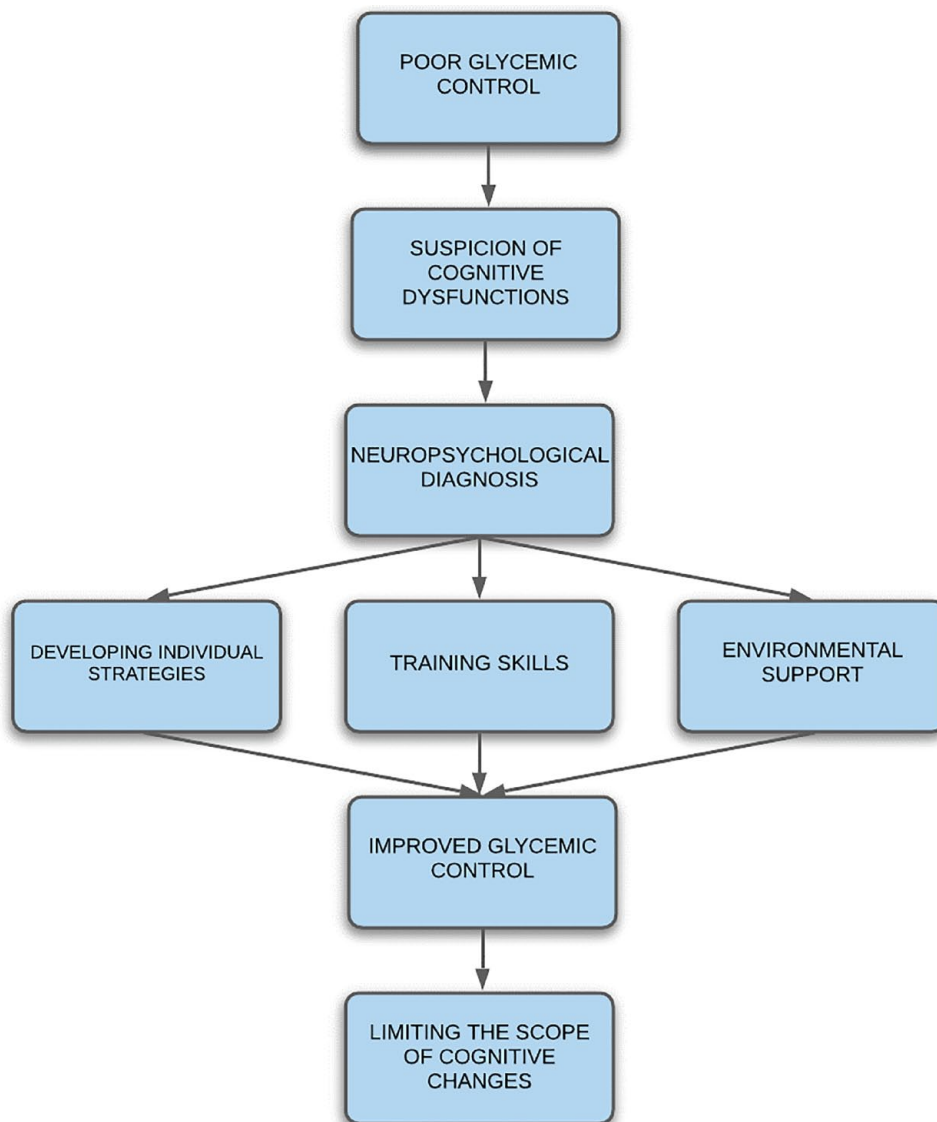 POOR GLYCEMIC
CONTROL
SUSPICION OF
COGNITIVE
DYSFUNCTIONS
NEUROPSYCHOLOGICAL
DIAGNOSIS
DEVELOPING INDIVIDUAL
STRATEGIES
TRAINING SKILLS
ENVIRONMENTAL
SUPPORT
IMPROVED GLYCEMIC
CONTROL
LIMITING THE SCOPE
OF COGNITIVE
CHANGES